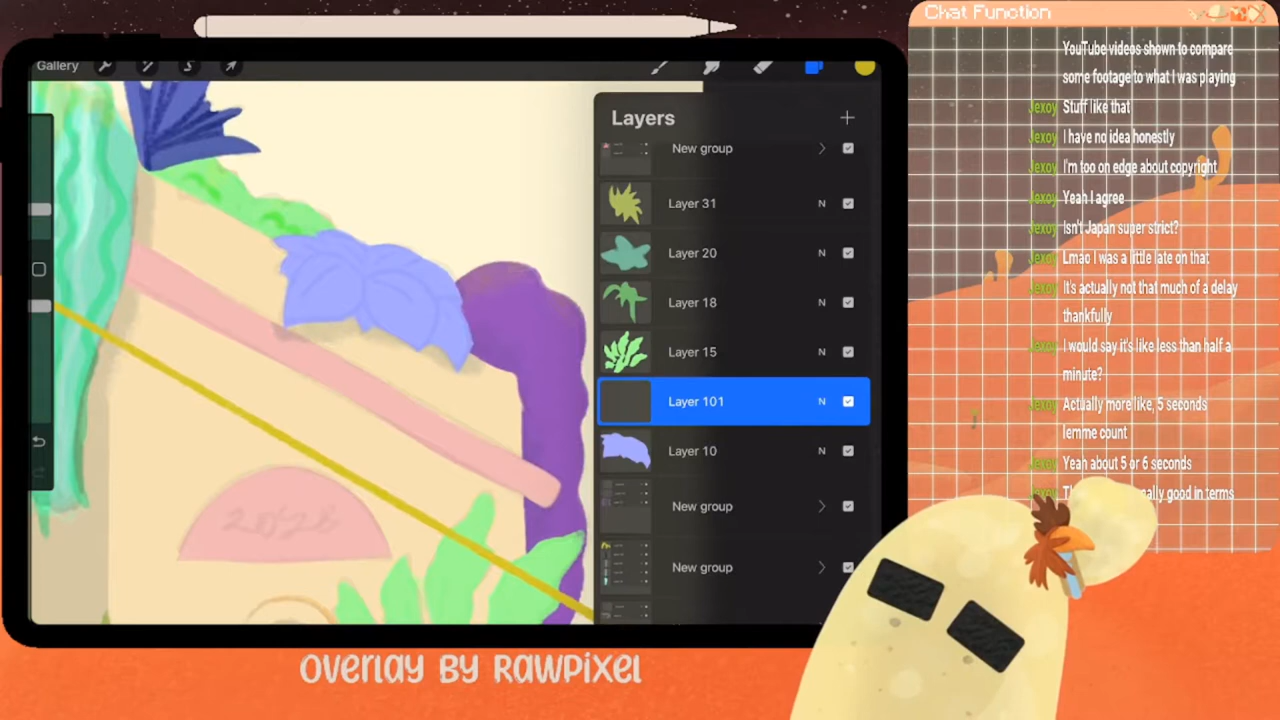 Chat Function
Gallery
Layers
New group
Layer 31 N
Layer 20 N
Layer 18 N
Layer 15 N
Layer 101 N
Layer 10 N
New group
New group
YouTube videos shown to compare
some footage to what I was playing
Jexoy Stuff like that
Jexoy I have no idea honestly
Jexoy I'm too on edge about copyright
Jexoy Yeah I agree
Jexoy Isn't Japan super strict?
Jexoy Lmao I was a little late on that
Jexoy It's actually not that much of a delay
thankfully
Jexoy I would say it's like less than half a
minute?
Jexoy Actually more like, 5 seconds
lemme count
Jexoy Yeah about 5 or 6 seconds
good in terms
OVERLAY BY RAWPIXEL